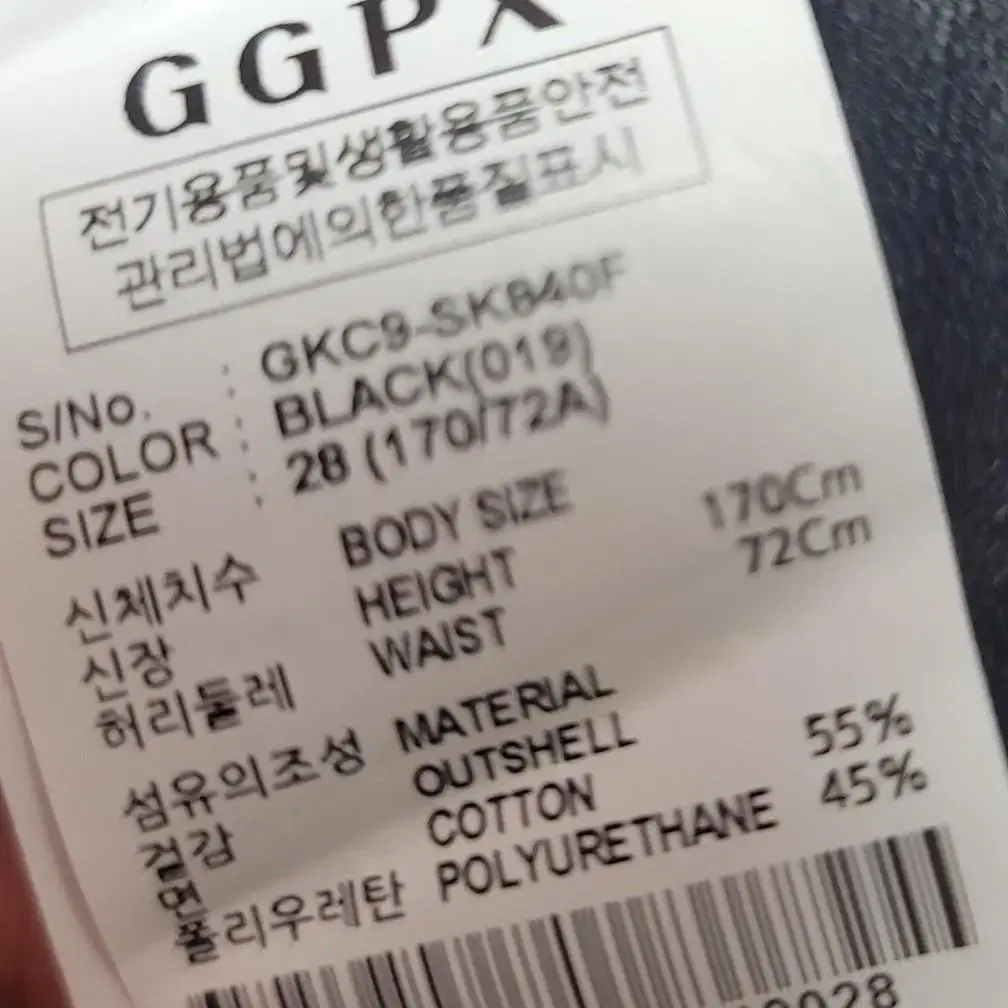 GGPX
전기용품및생활용품안전
관리법에의한품질표시
S/No. : GKC9-SK840F
COLOR : BLACK(019)
SIZE : 28 (170/72A)
신체치수 BODY SIZE
신장 HEIGHT 170Cm
허리둘레 WAIST 72Cm
섬유의조성 MATERIAL
겉감 OUTSHELL
면 COTTON 55%
폴리우레탄 POLYURETHANE 45%